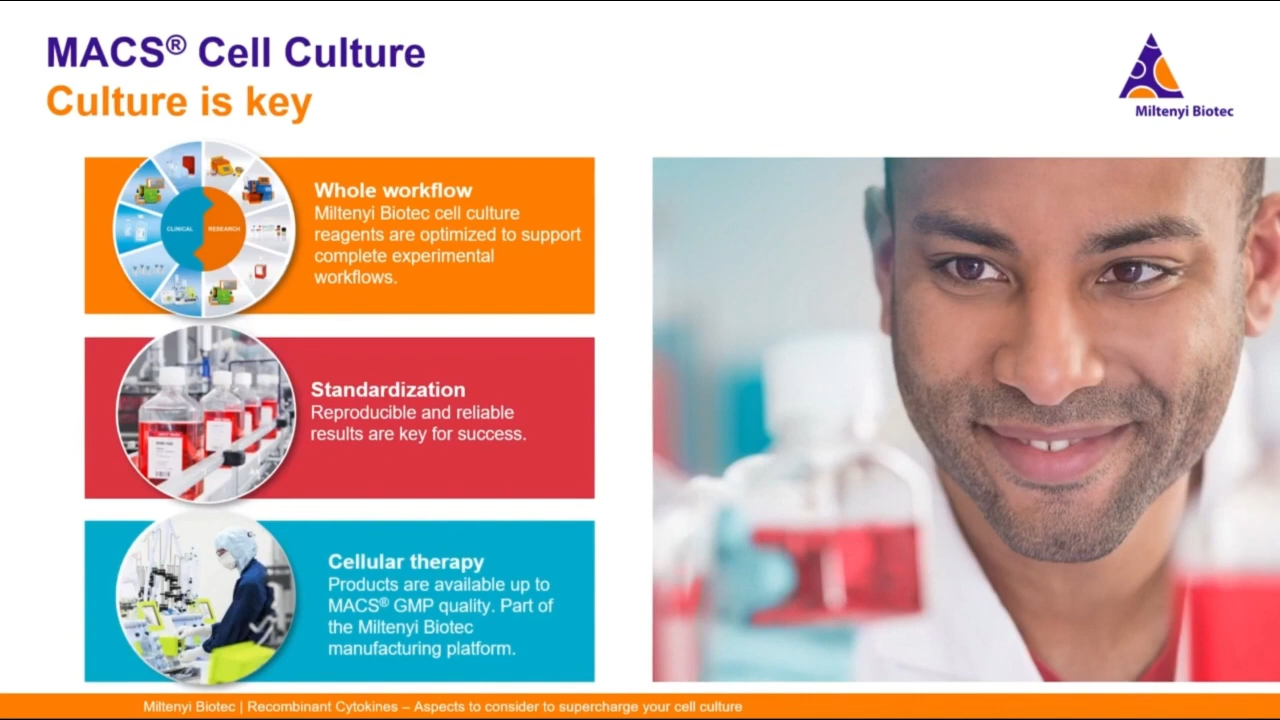 MACS® Cell Culture
Culture is key
Miltenyi Biotec
CLINICAL
RESEARCH
Whole workflow
Miltenyi Biotec cell culture
reagents are optimized to support
complete experimental
workflows.
Standardization
Reproducible and reliable
results are key for success.
Cellular therapy
Products are available up to
MACS® GMP quality. Part of
the Miltenyi Biotec
manufacturing platform.
Miltenyi Biotec | Recombinant Cytokines – Aspects to consider to supercharge your cell culture